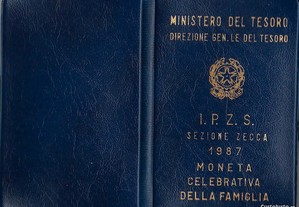 MINISTERO DEL TESORO
DIREZIONE GEN.LE DEL TESORO
I.P.Z.S.
SEZIONE ZECCA
1987
MONETA
CELEBRATIVA
DELLA FAMIGLIA